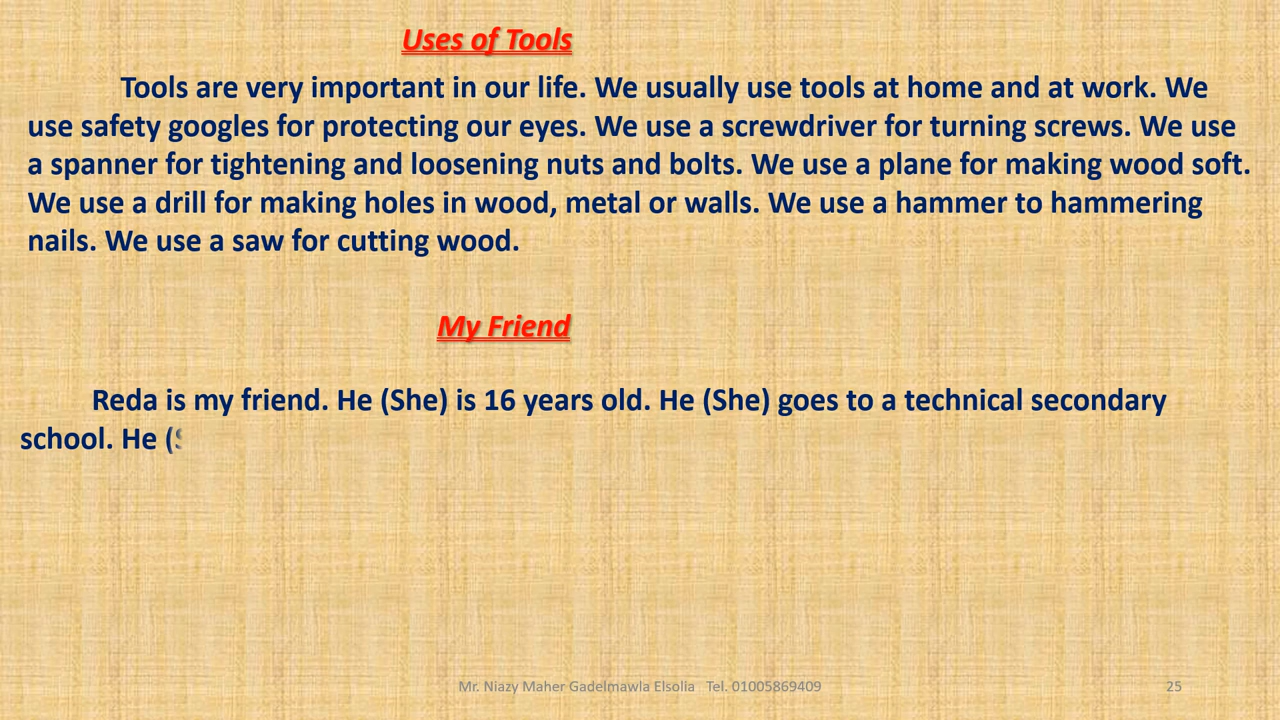 Uses of Tools
Tools are very important in our life. We usually use tools at home and at work. We
use safety googles for protecting our eyes. We use a screwdriver for turning screws. We use
a spanner for tightening and loosening nuts and bolts. We use a plane for making wood soft.
We use a drill for making holes in wood, metal or walls. We use a hammer to hammering
nails. We use a saw for cutting wood.
My Friend
Reda is my friend. He (She) is 16 years old. He (She) goes to a technical secondary
school. He (
Mr. Niazy Maher Gadelmawla Elsolia Tel. 01005869409
25